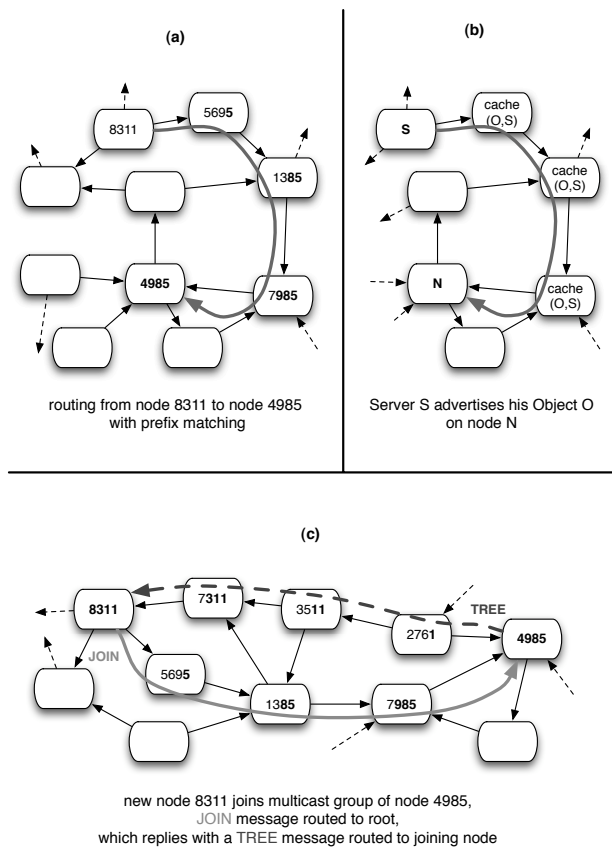 (a)
8311
5695
1385
4985
7985
routing from node 8311 to node 4985
with prefix matching
(b)
S
cache
(O,S)
cache
(O,S)
N
cache
(O,S)
Server S advertises his Object O
on node N
(c)
8311
7311
3511
2761
TREE
4985
JOIN
5695
1385
7985
new node 8311 joins multicast group of node 4985,
JOIN message routed to root,
which replies with a TREE message routed to joining node